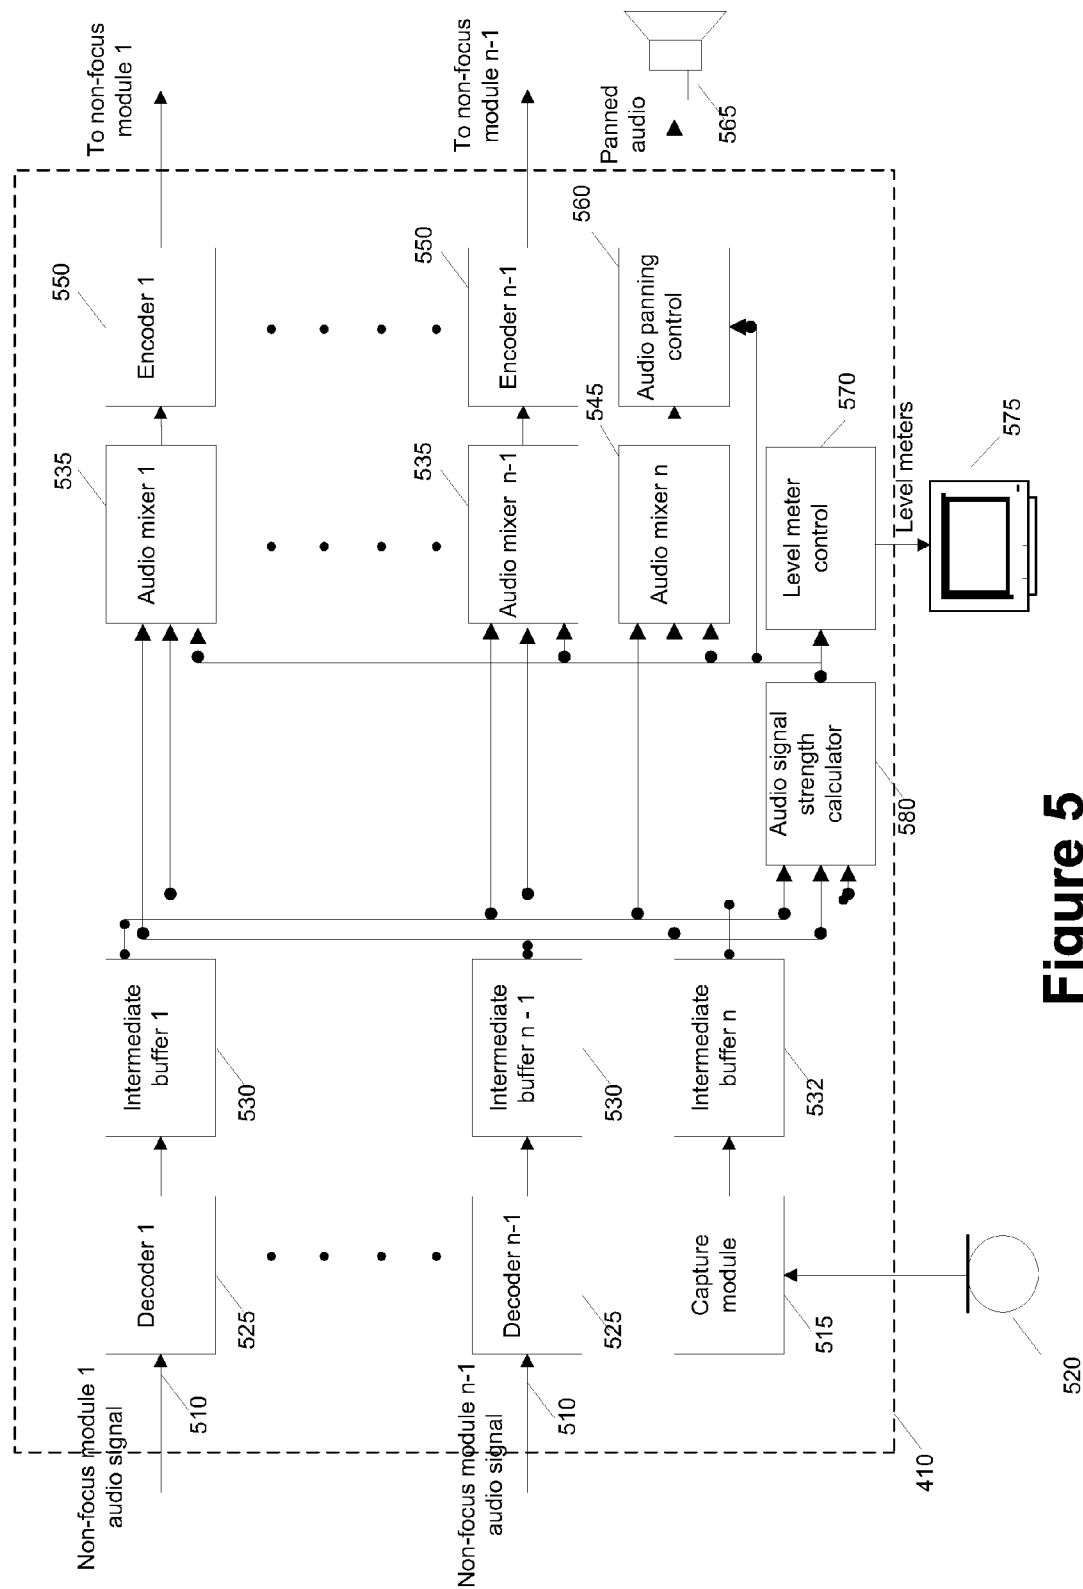 Non-focus module 1
audio signal
510
Decoder 1
525
Intermediate
buffer 1
530
Audio mixer 1
535
Encoder 1
550
To non-focus
module 1
Non-focus module n-1
audio signal
510
Decoder n-1
525
Intermediate
buffer n - 1
530
Audio mixer n-1
535
Encoder n-1
550
To non-focus
module n-1
Capture
module
515
Intermediate
buffer n
532
Audio mixer n
545
Audio panning
control
560
Panned
audio
565
Audio signal
strength
calculator
580
Level meter
control
570
Level meters
575
410
520
Figure 5